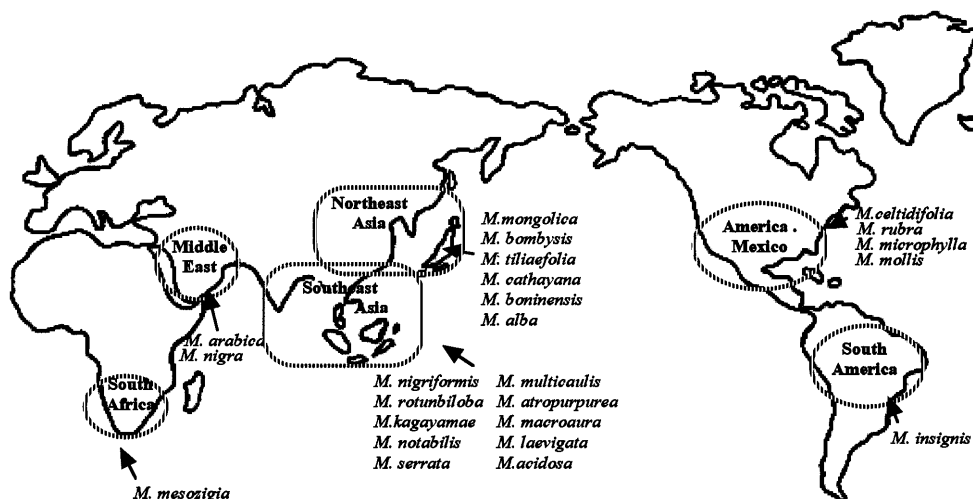 Northeast
Asia
M.mongolica
M. bombysis
M. tiliaefolia
M. cathayana
M. boninensis
M. alba
America .
Mexico
M.celtidifolia
M. rubra
M. microphylla
M. mollis
Middle
East
M. arabica
M. nigra
Southeast
Asia
M. nigriformis
M. rotunbiloba
M.kagayamae
M. notabilis
M. serrata
M. multicaulis
M. atropurpurea
M. macroaura
M. laevigata
M.acidosa
South
America
M. insignis
South
Africa
M. mesozigia